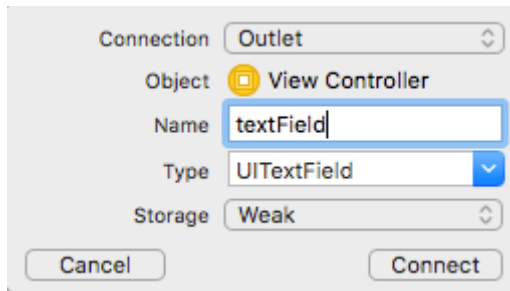 Connection Outlet
Object View Controller
Name textField
Type UITextField
Storage Weak
Cancel Connect